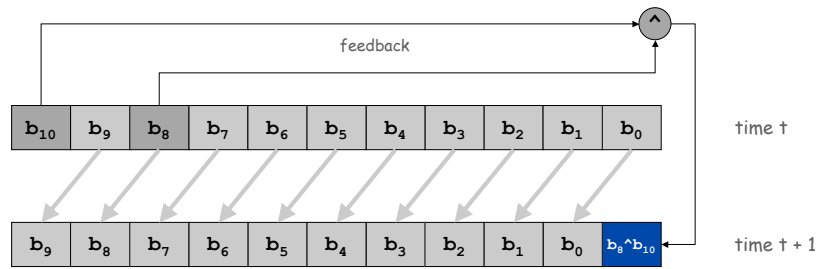 ^
feedback
b₁₀ b₉ b₈ b₇ b₆ b₅ b₄ b₃ b₂ b₁ b₀ time t
b₉ b₈ b₇ b₆ b₅ b₄ b₃ b₂ b₁ b₀ b₈^b₁₀ time t + 1